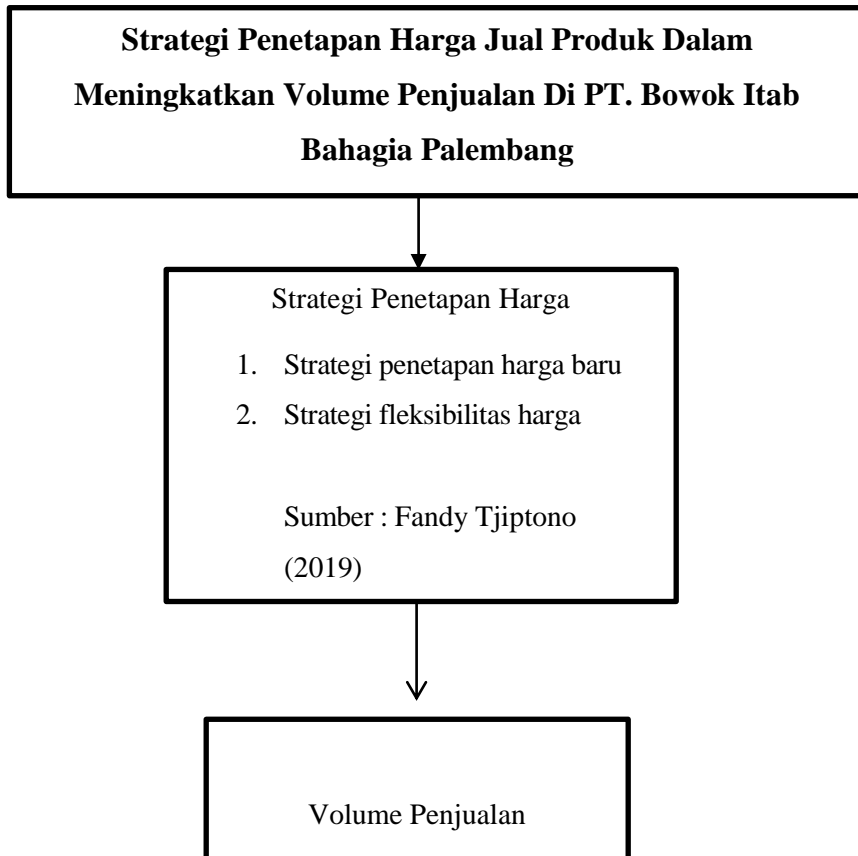 Strategi Penetapan Harga Jual Produk Dalam
Meningkatkan Volume Penjualan Di PT. Bowok Itab
Bahagia Palembang
Strategi Penetapan Harga
1. Strategi penetapan harga baru
2. Strategi fleksibilitas harga
Sumber : Fandy Tjiptono
(2019)
Volume Penjualan